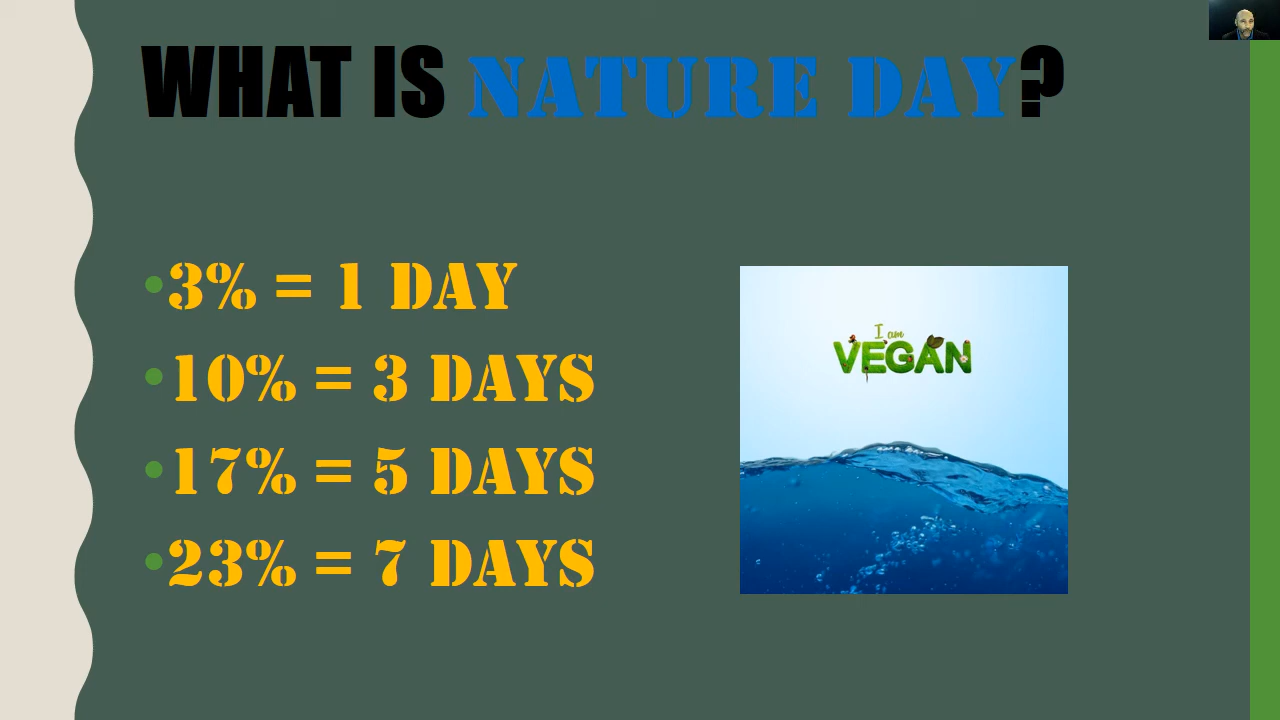 WHAT IS NATURE DAY?
•3% = 1 DAY
•10% = 3 DAYS
•17% = 5 DAYS
•23% = 7 DAYS
I am
VEGAN